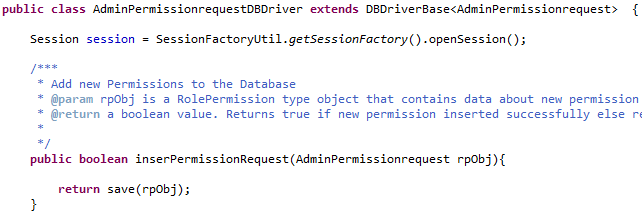 public class AdminPermissionrequestDBDriver extends DBDriverBase<AdminPermissionrequest> {
Session session = SessionFactoryUtil.getSessionFactory().openSession();
/***
* Add new Permissions to the Database
* @param rpObj is a RolePermission type object that contains data about new permission
* @return a boolean value. Returns true if new permission inserted successfully else re
*
*/
public boolean inserPermissionRequest(AdminPermissionrequest rpObj){
return save(rpObj);
}